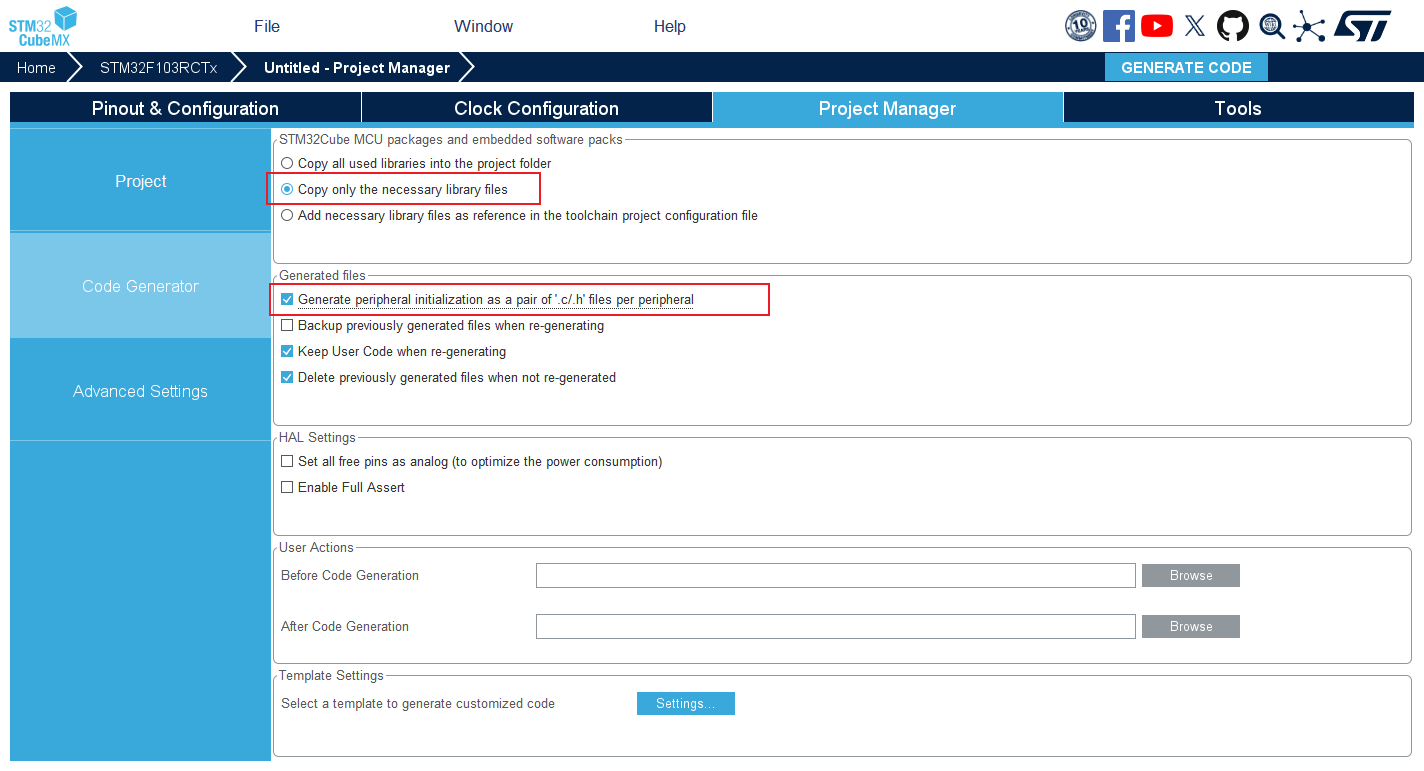 STM32
CubeMX
File
Window
Help
10
ST
Home
STM32F103RCTx
Untitled - Project Manager
GENERATE CODE
Pinout & Configuration
Clock Configuration
Project Manager
Tools
Project
Code Generator
Advanced Settings
STM32Cube MCU packages and embedded software packs
Copy all used libraries into the project folder
Copy only the necessary library files
Add necessary library files as reference in the toolchain project configuration file
Generated files
Generate peripheral initialization as a pair of '.c/.h' files per peripheral
Backup previously generated files when re-generating
Keep User Code when re-generating
Delete previously generated files when not re-generated
HAL Settings
Set all free pins as analog (to optimize the power consumption)
Enable Full Assert
User Actions
Before Code Generation
Browse
After Code Generation
Browse
Template Settings
Select a template to generate customized code
Settings...